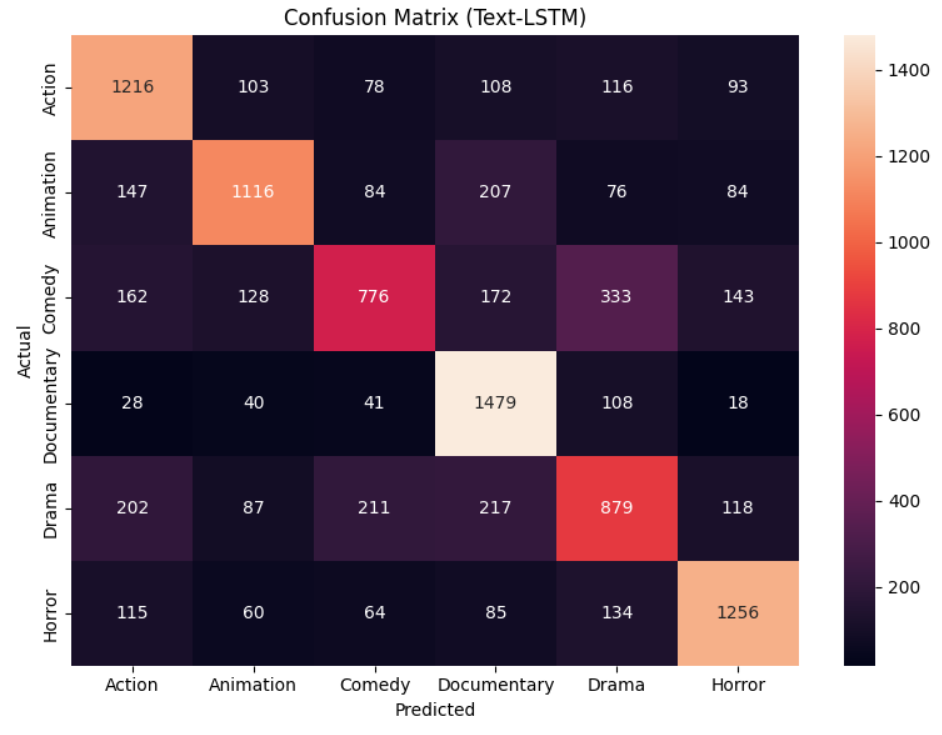 Confusion Matrix (Text-LSTM)
Actual
Action 1216 103 78 108 116 93
Animation 147 1116 84 207 76 84
Comedy 162 128 776 172 333 143
Documentary 28 40 41 1479 108 18
Drama 202 87 211 217 879 118
Horror 115 60 64 85 134 1256
Action Animation Comedy Documentary Drama Horror
Predicted
1400
1200
1000
800
600
400
200